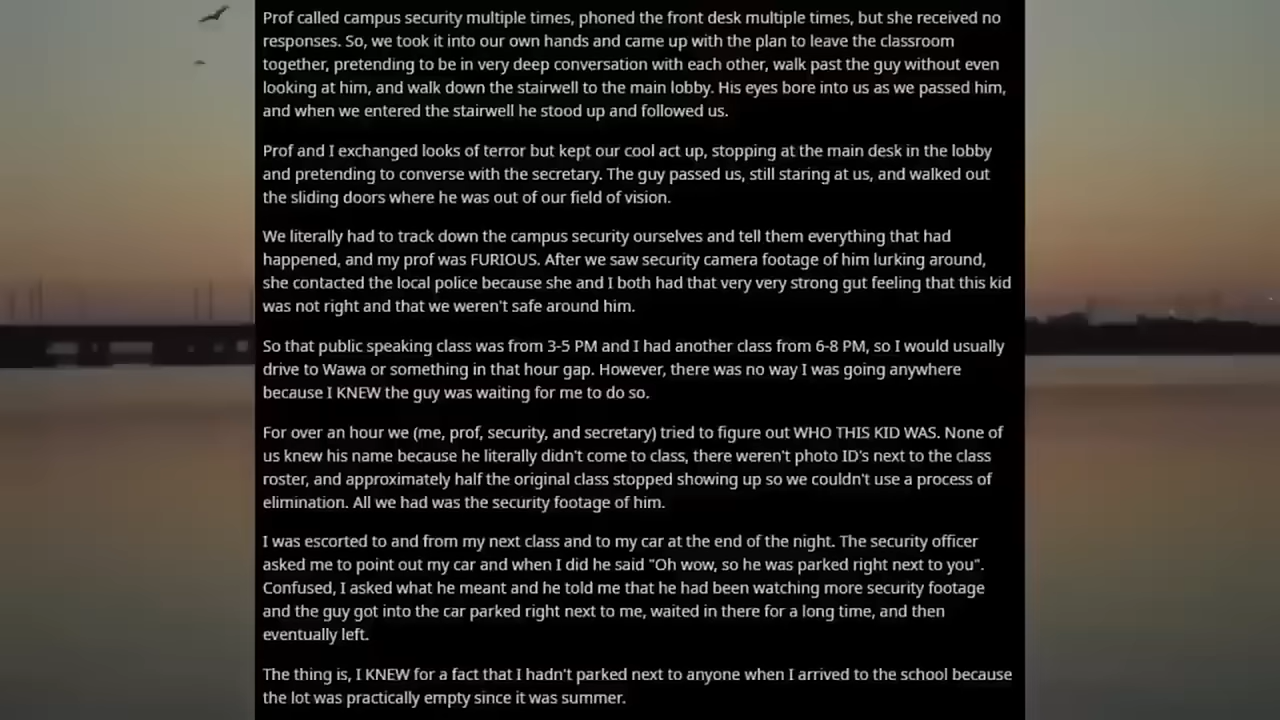 Prof called campus security multiple times, phoned the front desk multiple times, but she received no
responses. So, we took it into our own hands and came up with the plan to leave the classroom
together, pretending to be in very deep conversation with each other, walk past the guy without even
looking at him, and walk down the stairwell to the main lobby. His eyes bore into us as we passed him,
and when we entered the stairwell he stood up and followed us.
Prof and I exchanged looks of terror but kept our cool act up, stopping at the main desk in the lobby
and pretending to converse with the secretary. The guy passed us, still staring at us, and walked out
the sliding doors where he was out of our field of vision.
We literally had to track down the campus security ourselves and tell them everything that had
happened, and my prof was FURIOUS. After we saw security camera footage of him lurking around,
she contacted the local police because she and I both had that very very strong gut feeling that this kid
was not right and that we weren't safe around him.
So that public speaking class was from 3-5 PM and I had another class from 6-8 PM, so I would usually
drive to Wawa or something in that hour gap. However, there was no way I was going anywhere
because I KNEW the guy was waiting for me to do so.
For over an hour we (me, prof, security, and secretary) tried to figure out WHO THIS KID WAS. None of
us knew his name because he literally didn't come to class, there weren't photo ID's next to the class
roster, and approximately half the original class stopped showing up so we couldn't use a process of
elimination. All we had was the security footage of him.
I was escorted to and from my next class and to my car at the end of the night. The security officer
asked me to point out my car and when I did he said "Oh wow, so he was parked right next to you".
Confused, I asked what he meant and he told me that he had been watching more security footage
and the guy got into the car parked right next to me, waited in there for a long time, and then
eventually left.
The thing is, I KNEW for a fact that I hadn't parked next to anyone when I arrived to the school because
the lot was practically empty since it was summer.